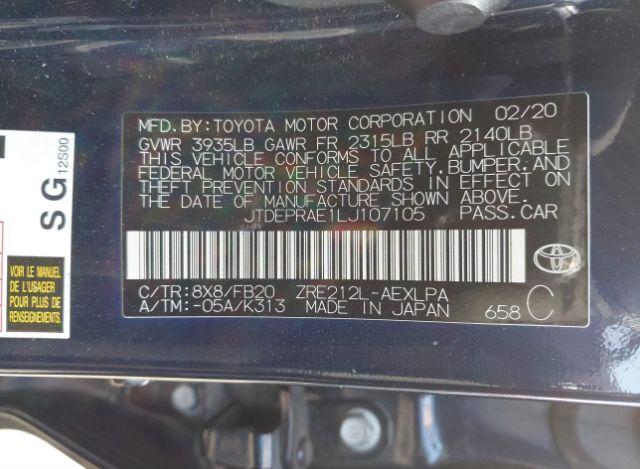 MFD.BY:TOYOTA MOTOR CORPORATION 02/20
GVWR 3935LB GAWR FR 2315LB RR 2140LB
THIS VEHICLE CONFORMS TO ALL APPLICABLE
FEDERAL MOTOR VEHICLE SAFETY,BUMPER,AND
THEFT PREVENTION STANDARDS IN EFFECT ON
THE DATE OF MANUFACTURE SHOWN ABOVE.
JTDEPRAE1LJ107105 PASS.CAR
C/TR:8X8/FB20 ZRE212L-AEXLPA
A/TM:-05A/K313 MADE IN JAPAN 658 C
SG 12S00
VOIR LE MANUEL
DE L'USAGER
POUR PLUS DE
RENSEIGNEMENTS